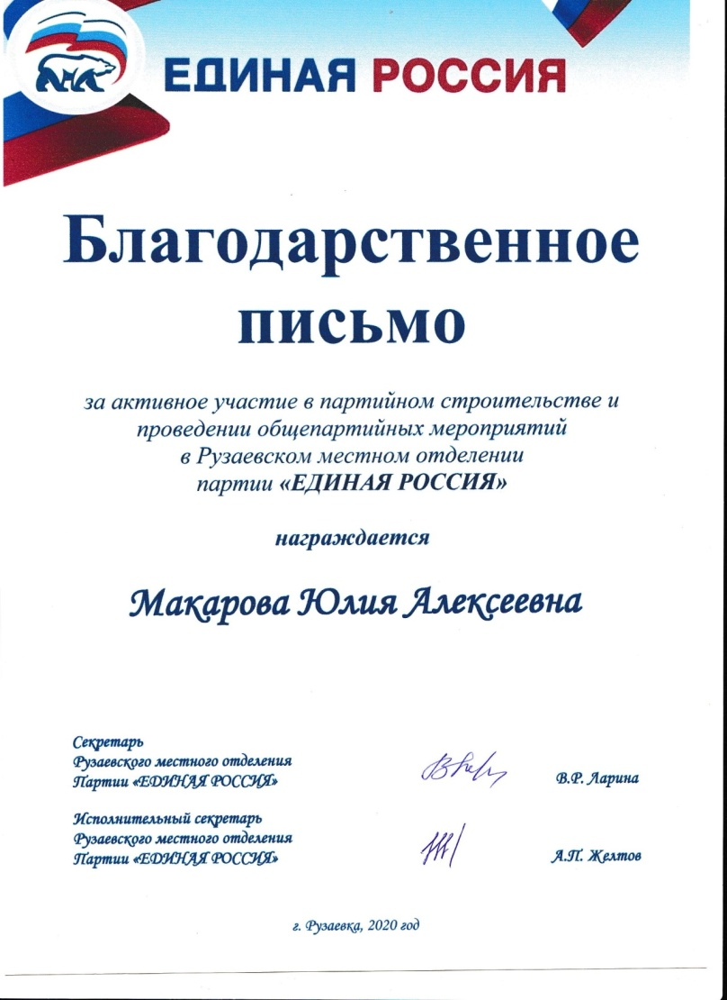 ЕДИНАЯ РОССИЯ
Благодарственное
письмо
за активное участие в партийном строительстве и
проведении общепартийных мероприятий
в Рузаевском местном отделении
партии «ЕДИНАЯ РОССИЯ»
награждается
Макарова Юлия Алексеевна
Секретарь
Рузаевского местного отделения
Партии «ЕДИНАЯ РОССИЯ»
В.Р. Ларина
Исполнительный секретарь
Рузаевского местного отделения
Партии «ЕДИНАЯ РОССИЯ»
А.П. Желтов
г. Рузаевка, 2020 год